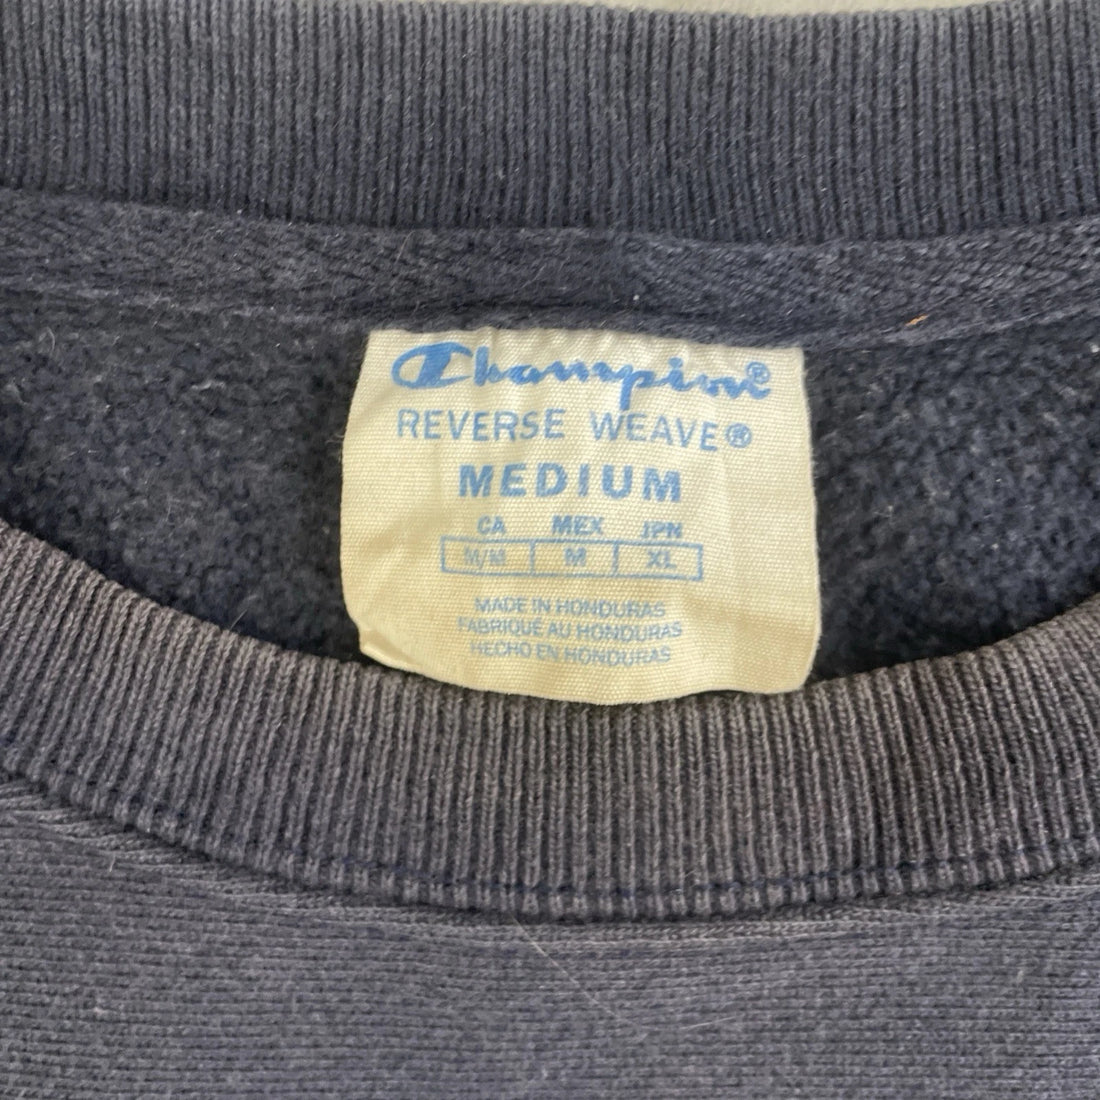 Champion®
REVERSE WEAVE®
MEDIUM
CA MEX JPN
M/M M XL
MADE IN HONDURAS
FABRIQUÉ AU HONDURAS
HECHO EN HONDURAS